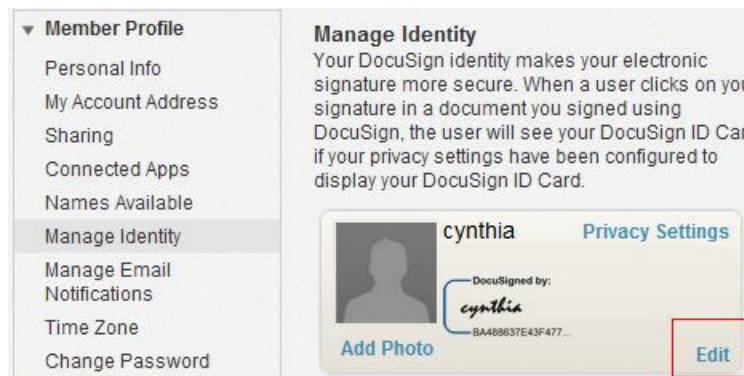 Member Profile
Personal Info
My Account Address
Sharing
Connected Apps
Names Available
Manage Identity
Manage Email
Notifications
Time Zone
Change Password
Manage Identity
Your DocuSign identity makes your electronic
signature more secure. When a user clicks on you
signature in a document you signed using
DocuSign, the user will see your DocuSign ID Car
if your privacy settings have been configured to
display your DocuSign ID Card.
cynthia
Privacy Settings
DocuSigned by:
cynthia
BA488637E43F477...
Add Photo
Edit